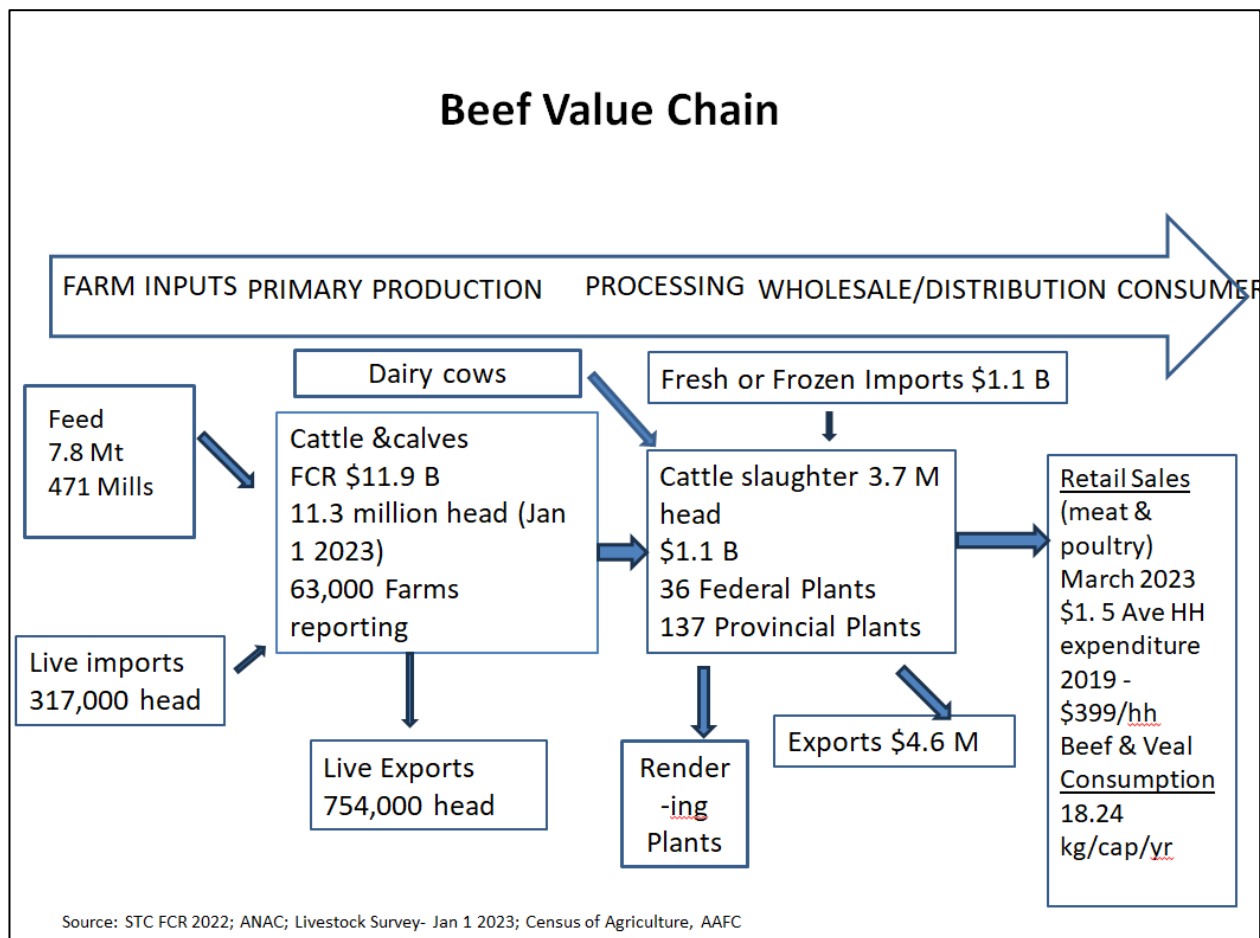 Beef Value Chain
FARM INPUTS PRIMARY PRODUCTION PROCESSING WHOLESALE/DISTRIBUTION CONSUMER
Dairy cows
Fresh or Frozen Imports $1.1 B
Feed
7.8 Mt
471 Mills
Cattle &calves
FCR $11.9 B
11.3 million head (Jan
1 2023)
63,000 Farms
reporting
Cattle slaughter 3.7 M
head
$1.1 B
36 Federal Plants
137 Provincial Plants
Retail Sales
(meat &
poultry)
March 2023
$1. 5 Ave HH
expenditure
2019 -
$399/hh
Beef & Veal
Consumption
18.24
kg/cap/yr
Live imports
317,000 head
Live Exports
754,000 head
Render
-ing
Plants
Exports $4.6 M
Source: STC FCR 2022; ANAC; Livestock Survey- Jan 1 2023; Census of Agriculture, AAFC